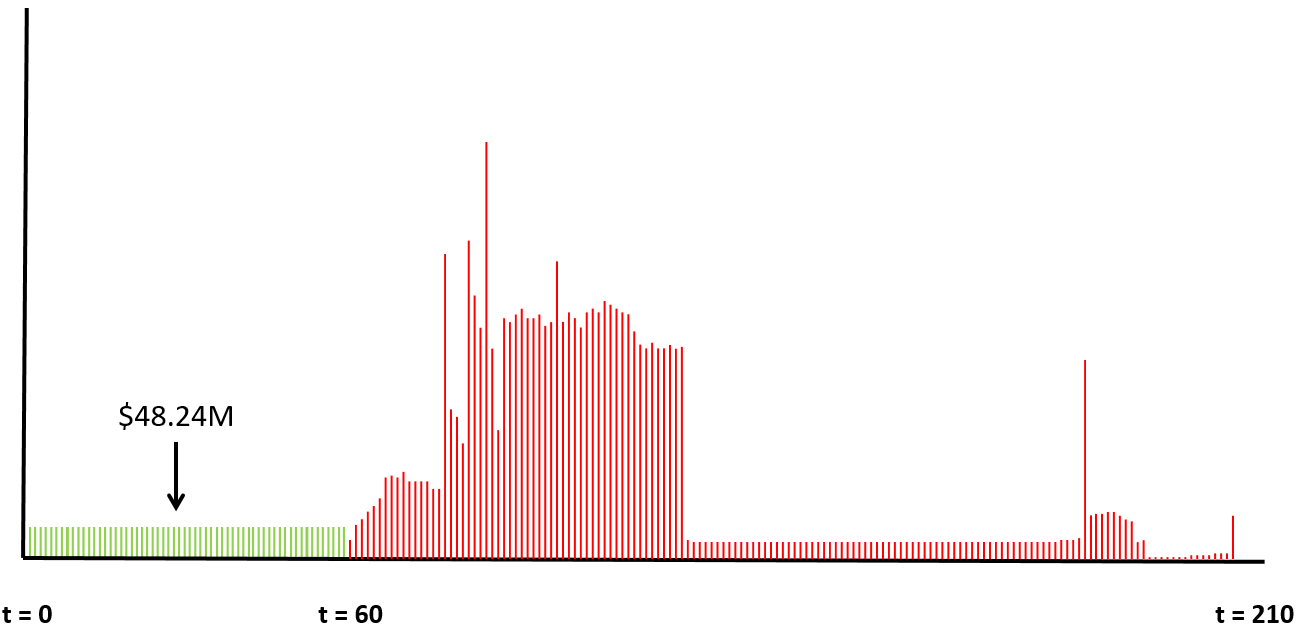 $48.24M
t = 0
t = 60
t = 210